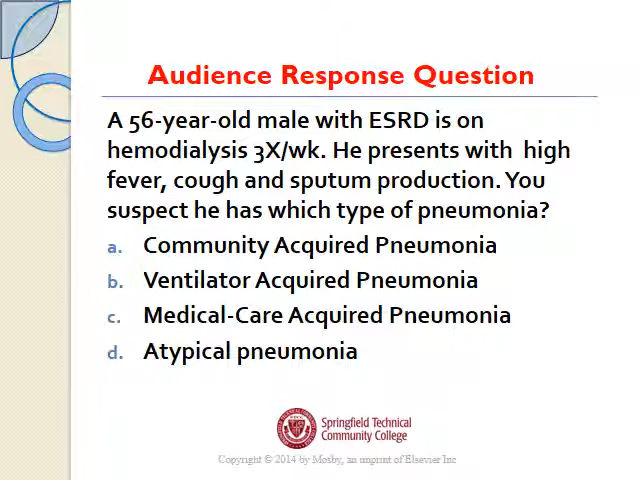 Audience Response Question
A 56-year-old male with ESRD is on
hemodialysis 3X/wk. He presents with high
fever, cough and sputum production. You
suspect he has which type of pneumonia?
a. Community Acquired Pneumonia
b. Ventilator Acquired Pneumonia
c. Medical-Care Acquired Pneumonia
d. Atypical pneumonia
Springfield Technical
Community College
Copyright © 2014 by Mosby, an imprint of Elsevier Inc